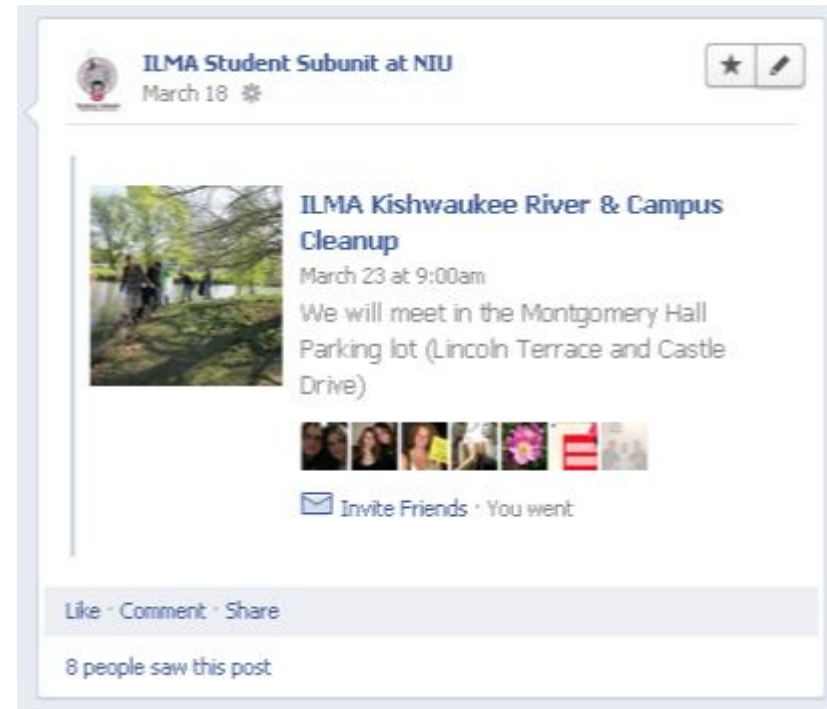 ILMA Student Subunit at NIU
March 18
ILMA Kishwaukee River & Campus
Cleanup
March 23 at 9:00am
We will meet in the Montgomery Hall
Parking lot (Lincoln Terrace and Castle
Drive)
Invite Friends · You went
Like · Comment · Share
8 people saw this post